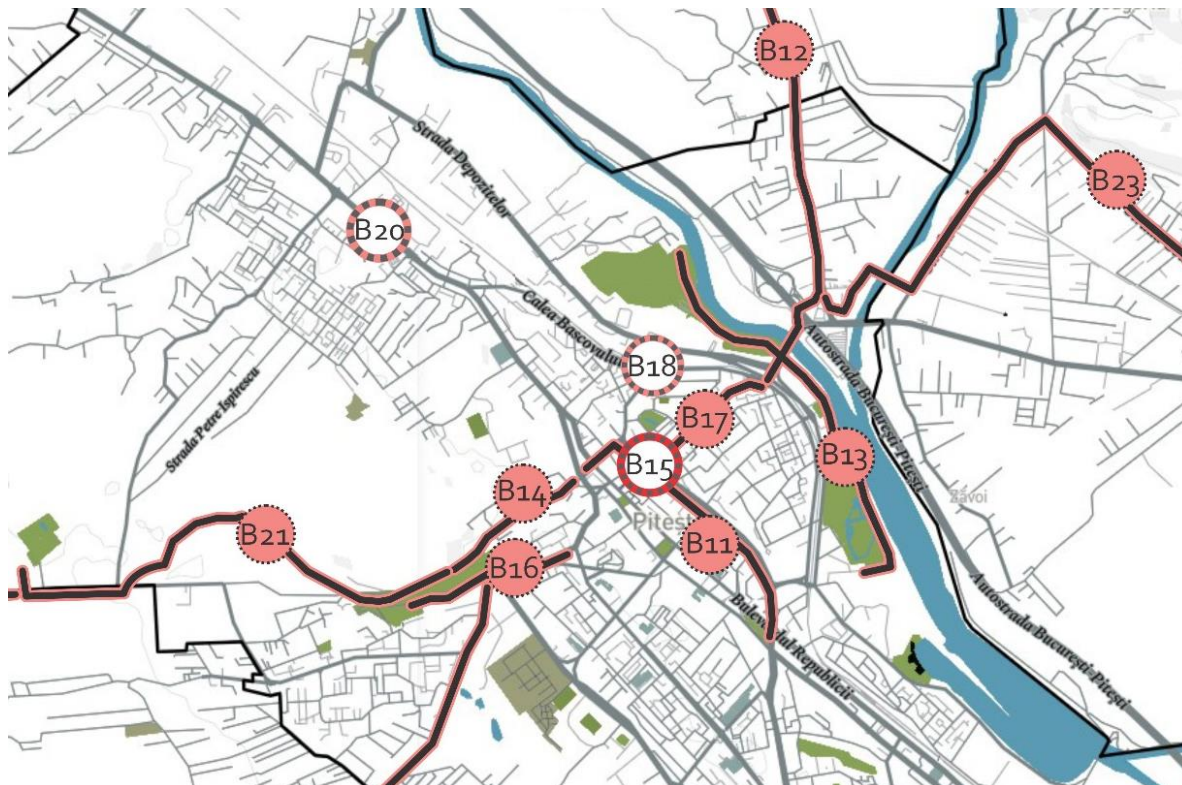 B12
B23
Strada Depozitelor
B20
Calea Bascovului
Autostrada București-Pitești
B18
Strada Petre Ispirescu
B17
B15
B13
B14
Zăvoi
B21
B11
B16
Bulevardul Republicii
Autostrada București-Pitești